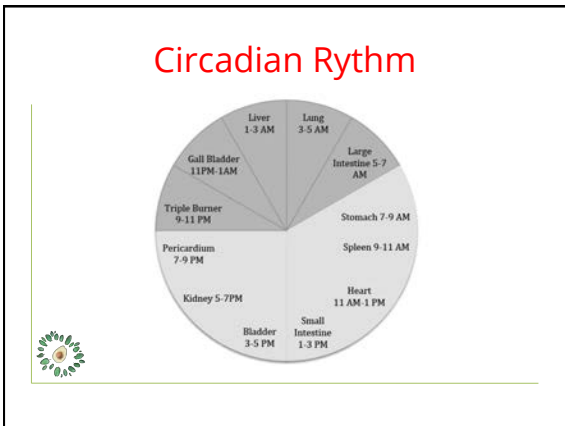 Circadian Rythm
Liver
1-3 AM
Lung
3-5 AM
Large
Intestine 5-7
AM
Stomach 7-9 AM
Spleen 9-11 AM
Heart
11 AM-1 PM
Small
Intestine
1-3 PM
Bladder
3-5 PM
Kidney 5-7PM
Pericardium
7-9 PM
Triple Burner
9-11 PM
Gall Bladder
11PM-1AM